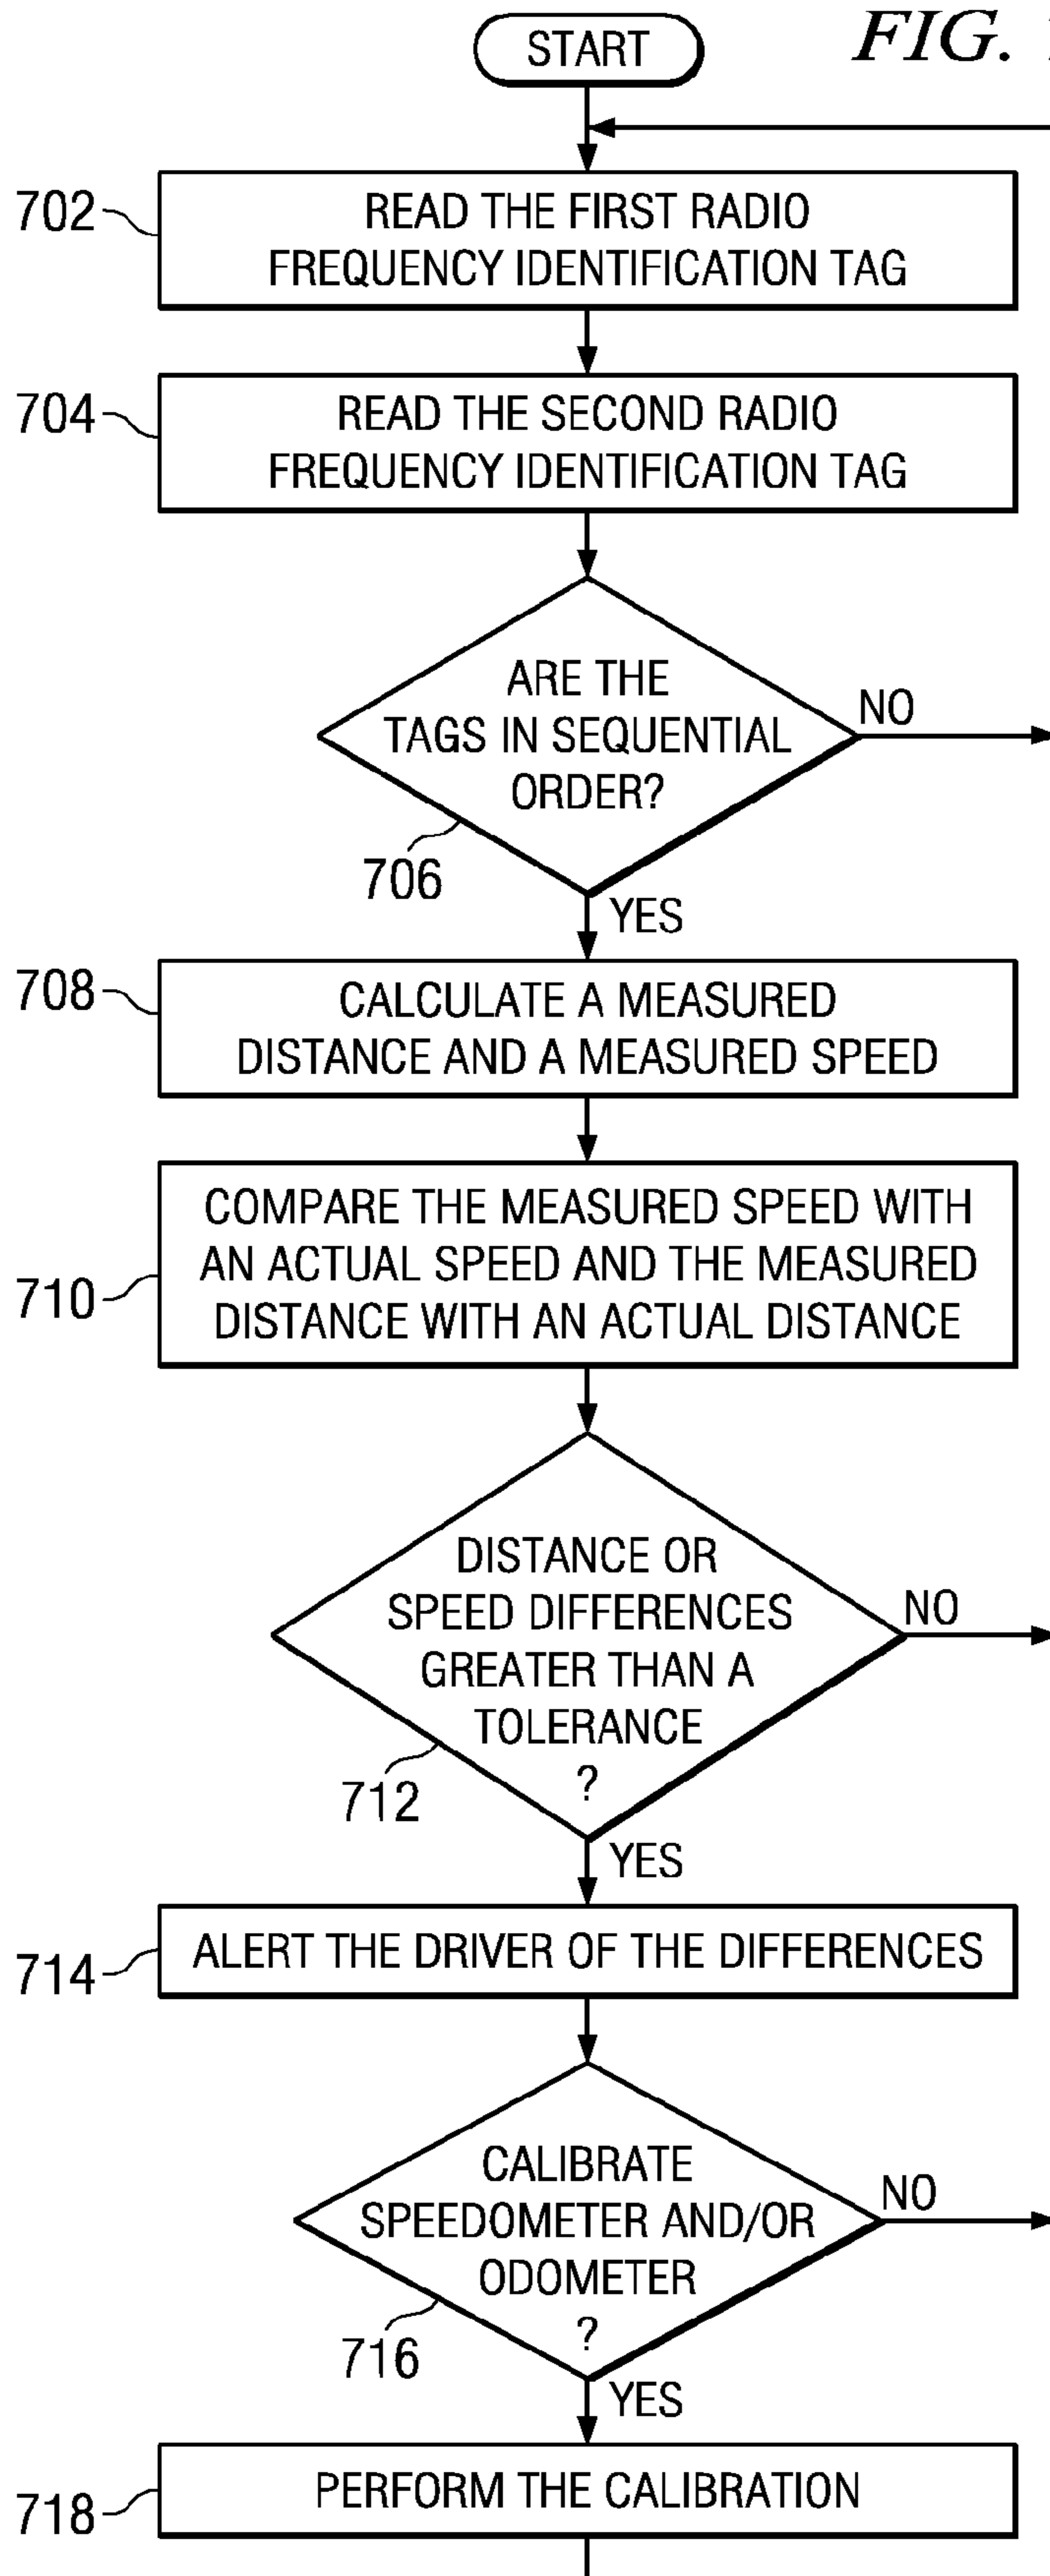 START
FIG.
702
READ THE FIRST RADIO
FREQUENCY IDENTIFICATION TAG
704
READ THE SECOND RADIO
FREQUENCY IDENTIFICATION TAG
ARE THE
TAGS IN SEQUENTIAL
ORDER?
NO
706
YES
708
CALCULATE A MEASURED
DISTANCE AND A MEASURED SPEED
710
COMPARE THE MEASURED SPEED WITH
AN ACTUAL SPEED AND THE MEASURED
DISTANCE WITH AN ACTUAL DISTANCE
DISTANCE OR
SPEED DIFFERENCES
GREATER THAN A
TOLERANCE
?
NO
712
YES
714
ALERT THE DRIVER OF THE DIFFERENCES
CALIBRATE
SPEEDOMETER AND/OR
ODOMETER
?
NO
716
YES
718
PERFORM THE CALIBRATION